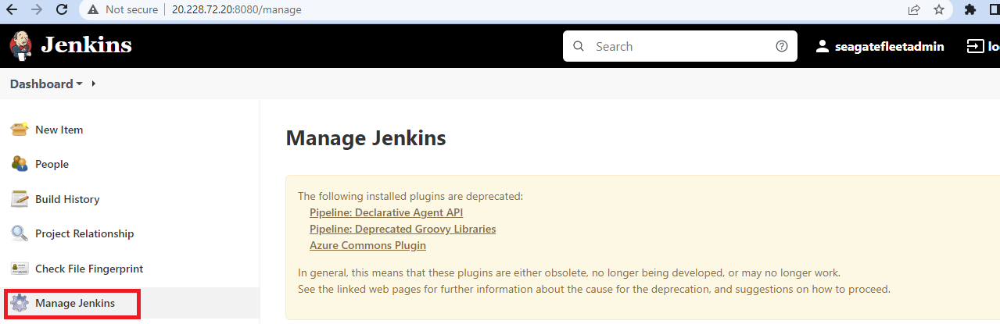 Not secure | 20.228.72.20:8080/manage
Jenkins
Search
seagatefleetadmin
lo
Dashboard
New Item
People
Build History
Project Relationship
Check File Fingerprint
Manage Jenkins
Manage Jenkins
The following installed plugins are deprecated:
Pipeline: Declarative Agent API
Pipeline: Deprecated Groovy Libraries
Azure Commons Plugin
In general, this means that these plugins are either obsolete, no longer being developed, or may no longer work.
See the linked web pages for further information about the cause for the deprecation, and suggestions on how to proceed.